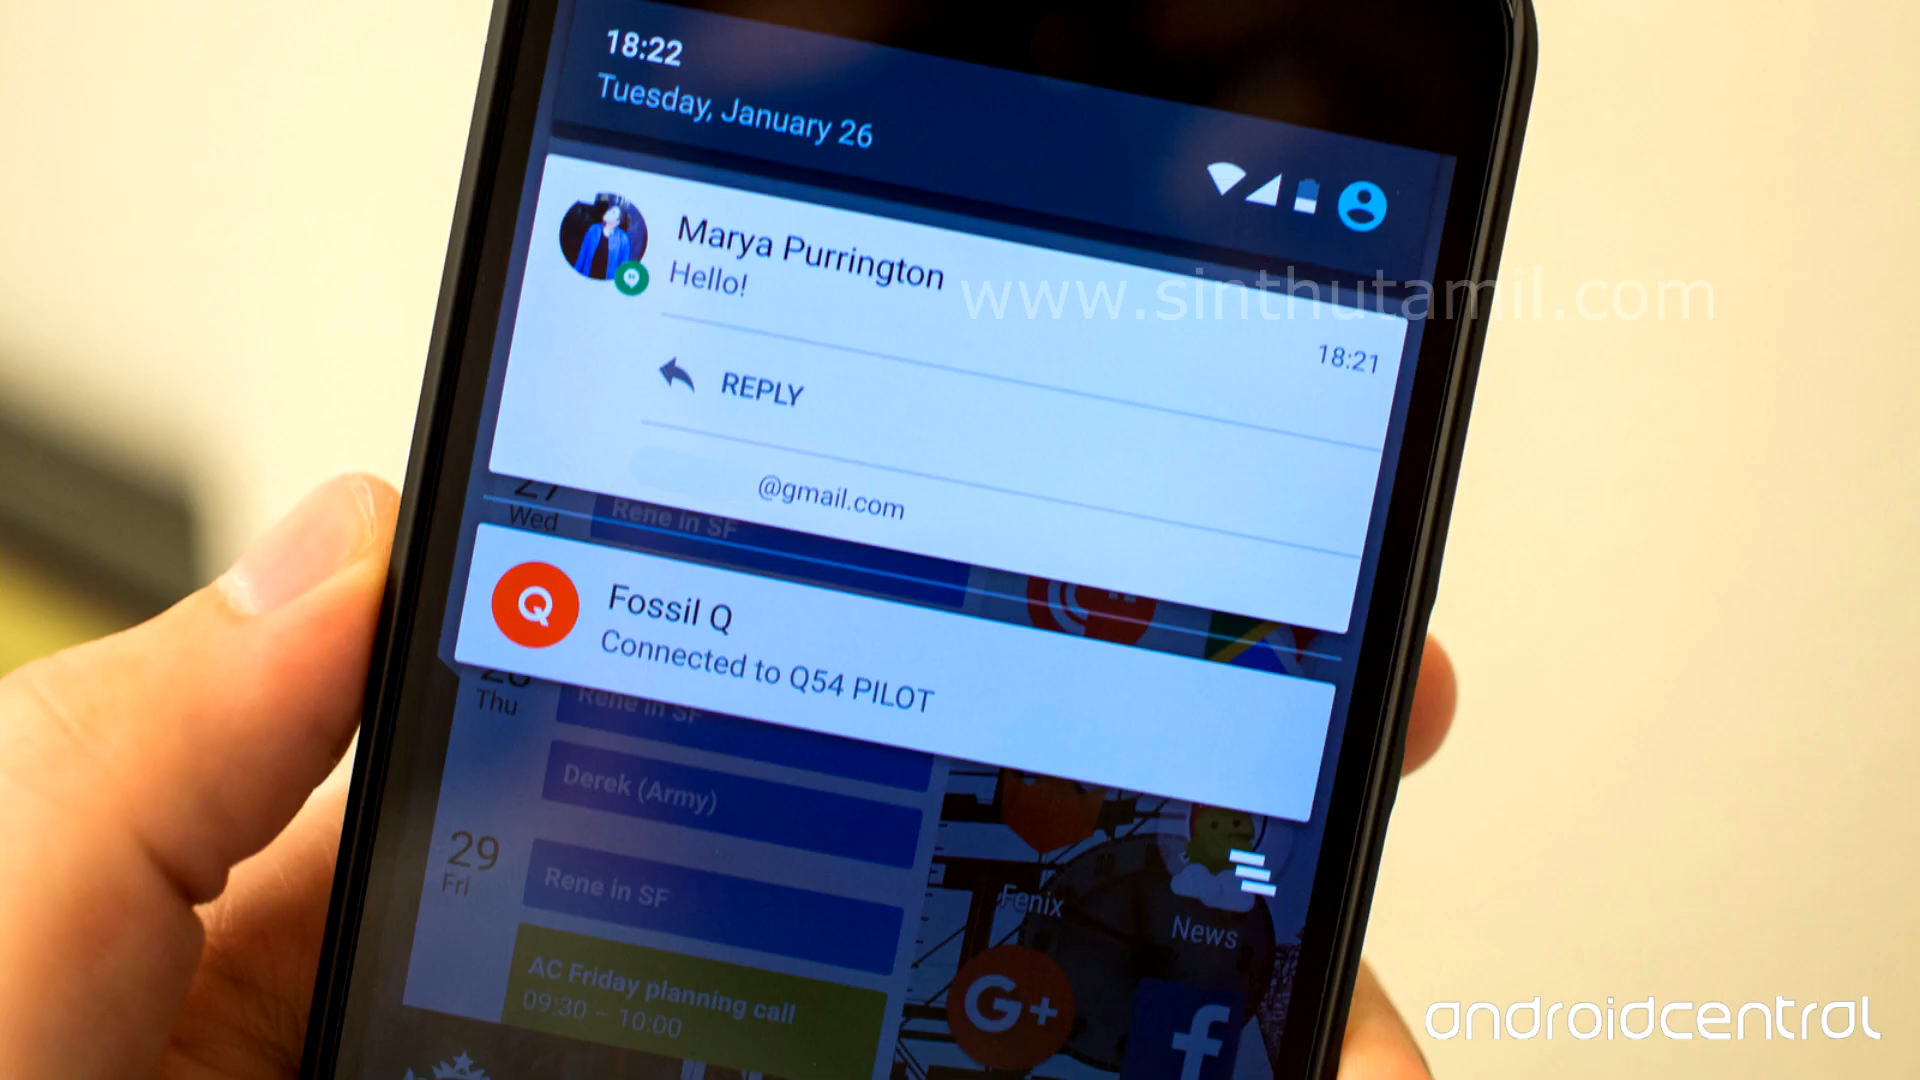 18:22
Tuesday, January 26
Marya Purrington
Hello!
www.sinthutamil.com
18:21
REPLY
@gmail.com
27
Wed
Rene in SF
Q
Fossil Q
Connected to Q54 PILOT
28
Thu
Rene in SF
Derek (Army)
29
Fri
Rene in SF
Fenix
News
AC Friday planning call
09:30 – 10:00
G+
f
androidcentral